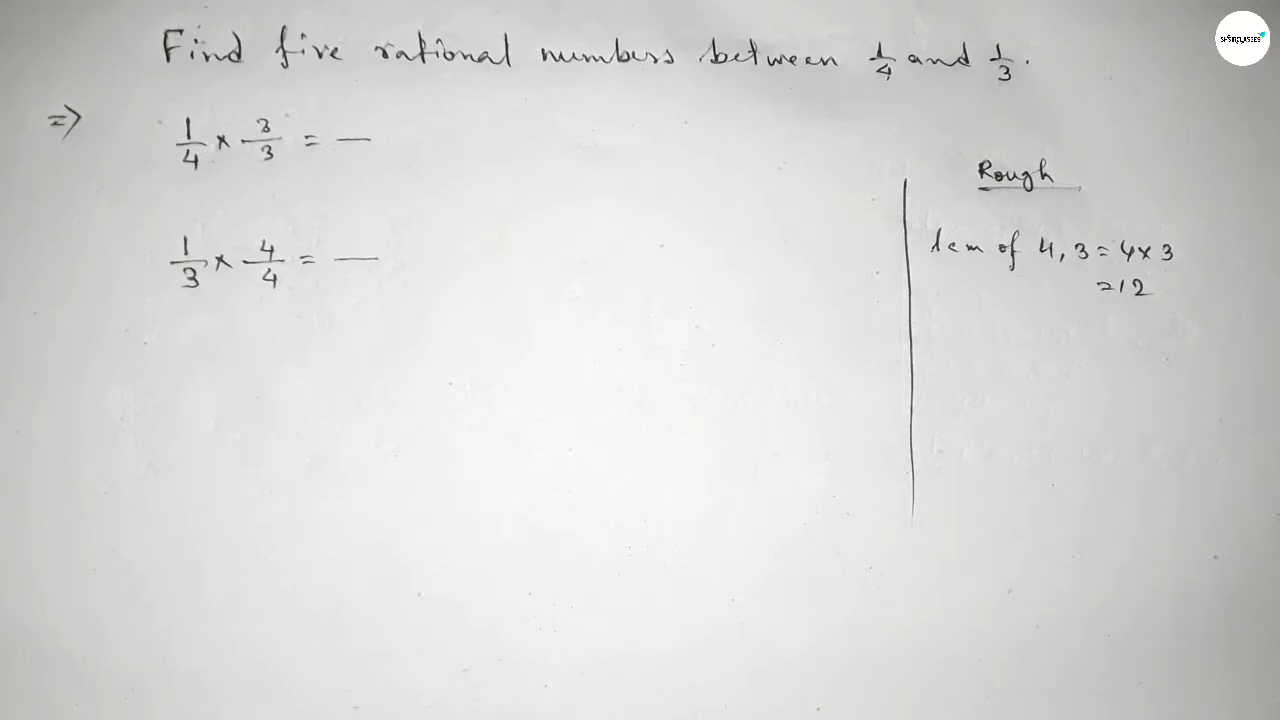 Find five rational numbers between 1/4 and 1/3.
=> 1/4 × 3/3 = —
1/3 × 4/4 = —
Rough
lcm of 4, 3 = 4 × 3
= 12